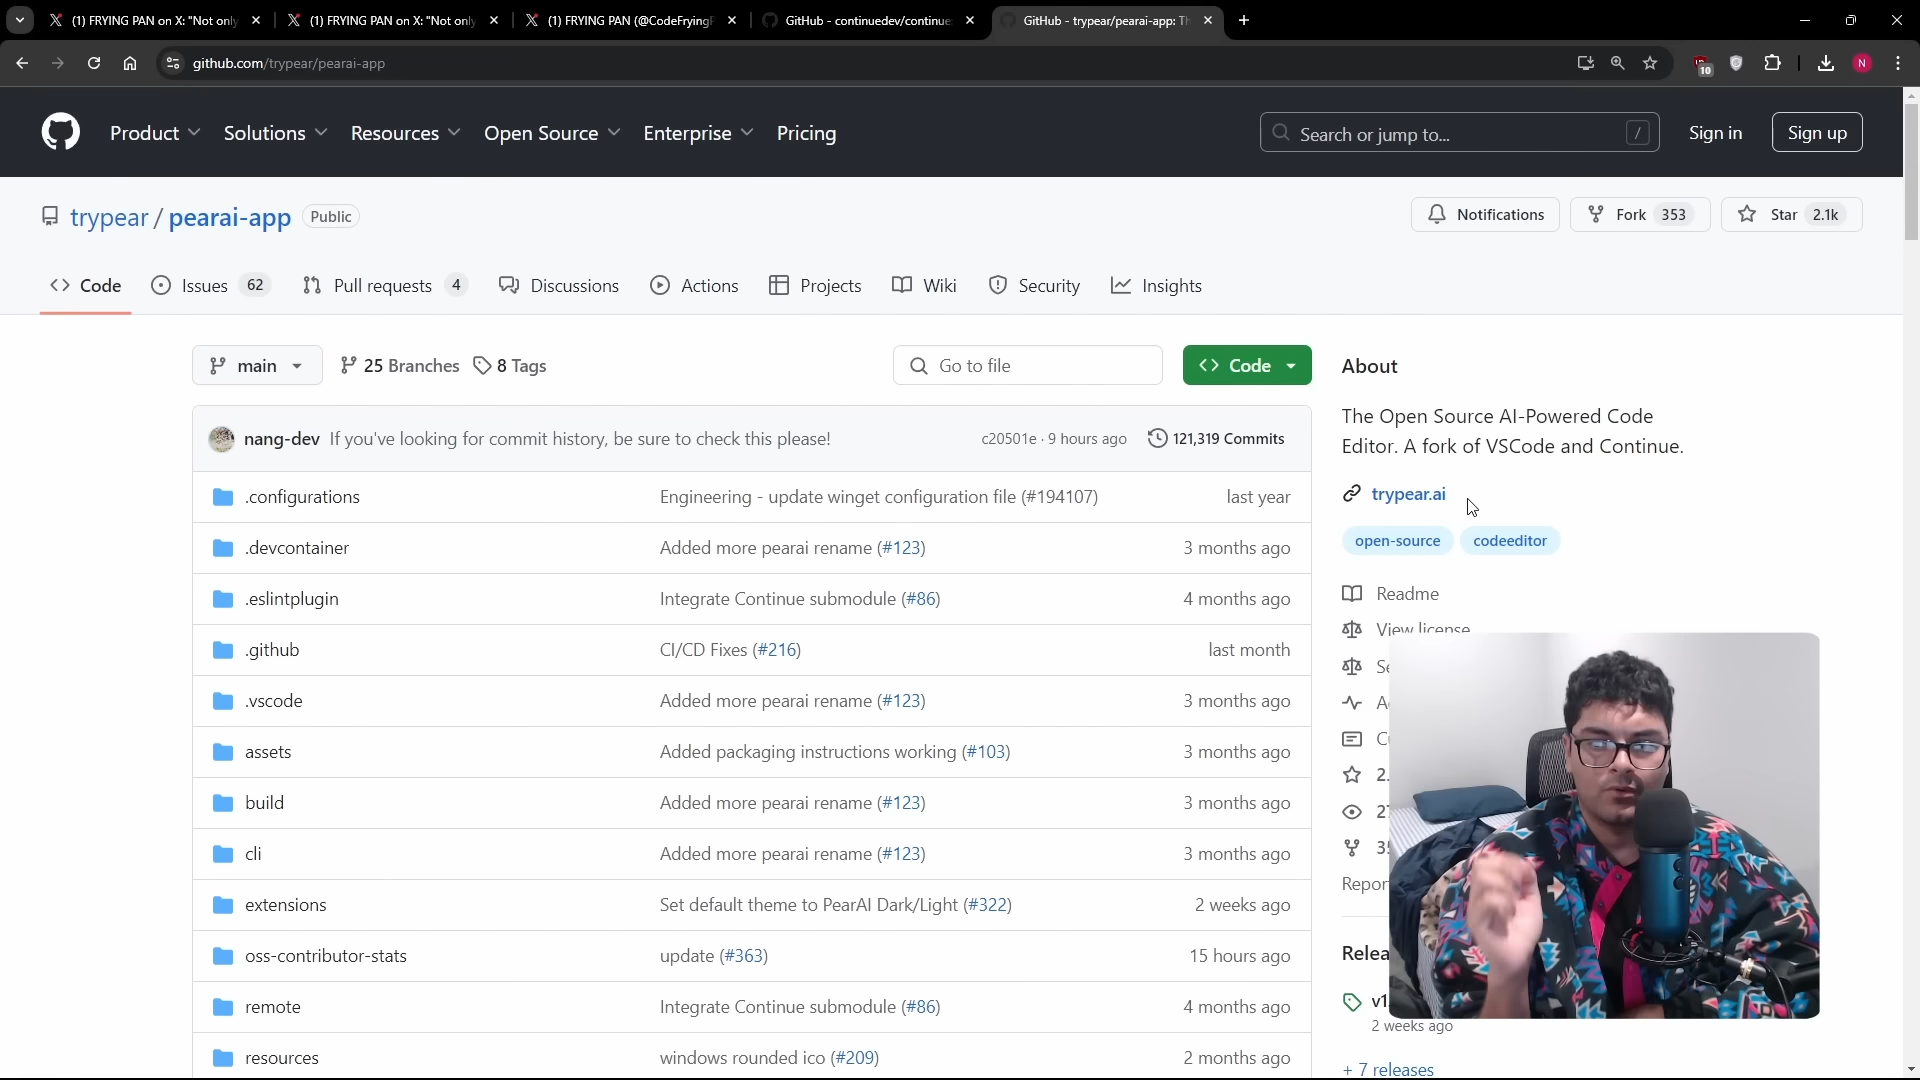 (1) FRYING PAN on X: "Not only
(1) FRYING PAN on X: "Not only
(1) FRYING PAN (@CodeFryingP
GitHub - continuedev/continue
GitHub - trypear/pearai-app: Th
github.com/trypear/pearai-app
10
N
Product
Solutions
Resources
Open Source
Enterprise
Pricing
Search or jump to...
/
Sign in
Sign up
trypear / pearai-app
Public
Notifications
Fork 353
Star 2.1k
Code
Issues 62
Pull requests 4
Discussions
Actions
Projects
Wiki
Security
Insights
main
25 Branches
8 Tags
Go to file
Code
About
The Open Source AI-Powered Code
Editor. A fork of VSCode and Continue.
trypear.ai
open-source
codeeditor
Readme
View license
nang-dev If you've looking for commit history, be sure to check this please! c20501e · 9 hours ago 121,319 Commits
.configurations Engineering - update winget configuration file (#194107) last year
.devcontainer Added more pearai rename (#123) 3 months ago
.eslintplugin Integrate Continue submodule (#86) 4 months ago
.github CI/CD Fixes (#216) last month
.vscode Added more pearai rename (#123) 3 months ago
assets Added packaging instructions working (#103) 3 months ago
build Added more pearai rename (#123) 3 months ago
cli Added more pearai rename (#123) 3 months ago
extensions Set default theme to PearAI Dark/Light (#322) 2 weeks ago
oss-contributor-stats update (#363) 15 hours ago
remote Integrate Continue submodule (#86) 4 months ago
resources windows rounded ico (#209) 2 months ago
2 weeks ago
+ 7 releases